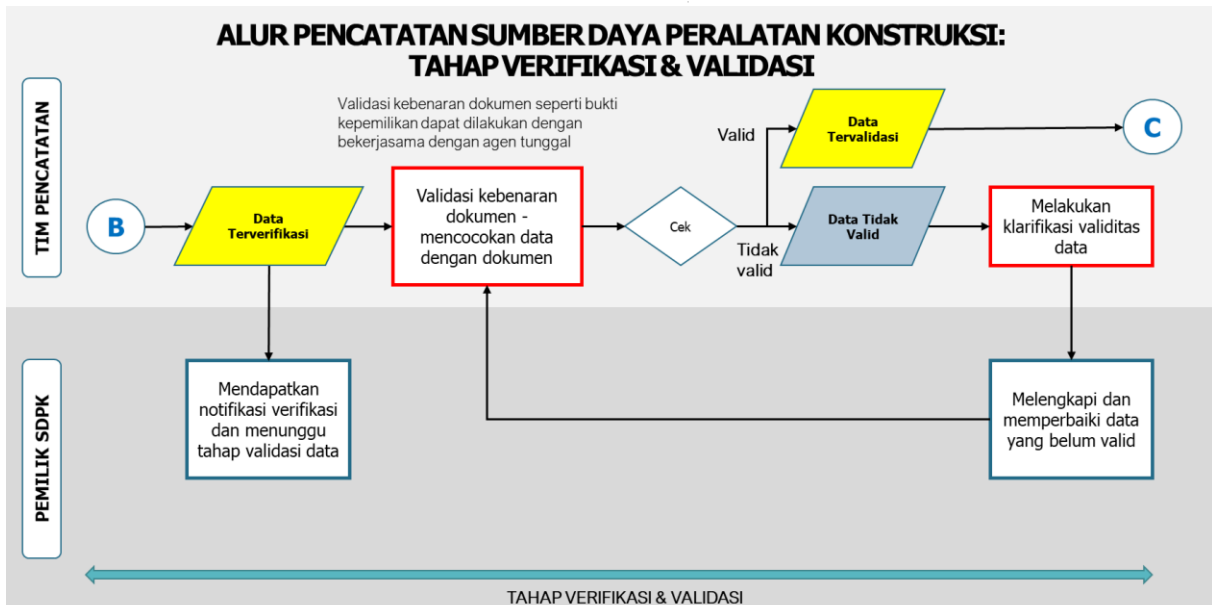 ALUR PENCATATAN SUMBER DAYA PERALATAN KONSTRUKSI:
TAHAP VERIFIKASI & VALIDASI
TIM PENCATATAN
Validasi kebenaran dokumen seperti bukti
kepemilikan dapat dilakukan dengan
bekerjasama dengan agen tunggal
Valid
Data
Tervalidasi
C
B
Data
Terverifikasi
Validasi kebenaran
dokumen -
mencocokan data
dengan dokumen
Cek
Tidak
valid
Data Tidak
Valid
Melakukan
klarifikasi validitas
data
PEMILIK SDPK
Mendapatkan
notifikasi verifikasi
dan menunggu
tahap validasi data
Melengkapi dan
memperbaiki data
yang belum valid
TAHAP VERIFIKASI & VALIDASI